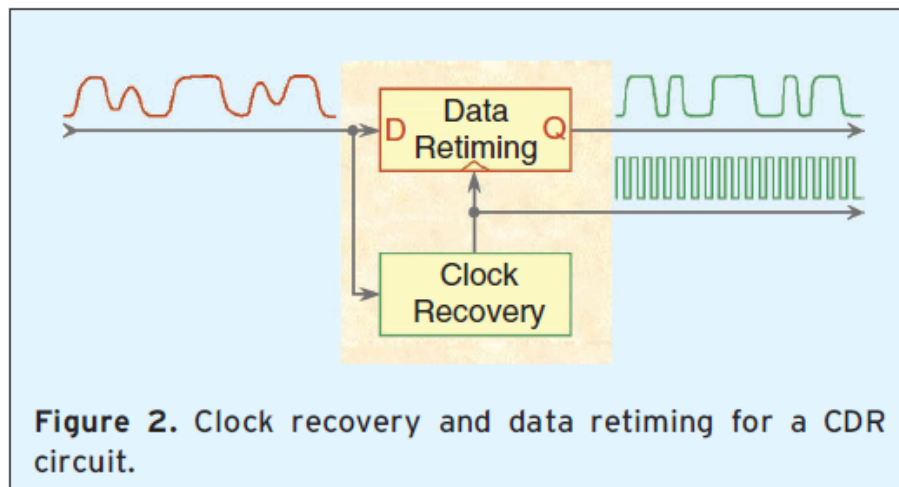 Data
D Q
Retiming
Clock
Recovery
Figure 2. Clock recovery and data retiming for a CDR
circuit.